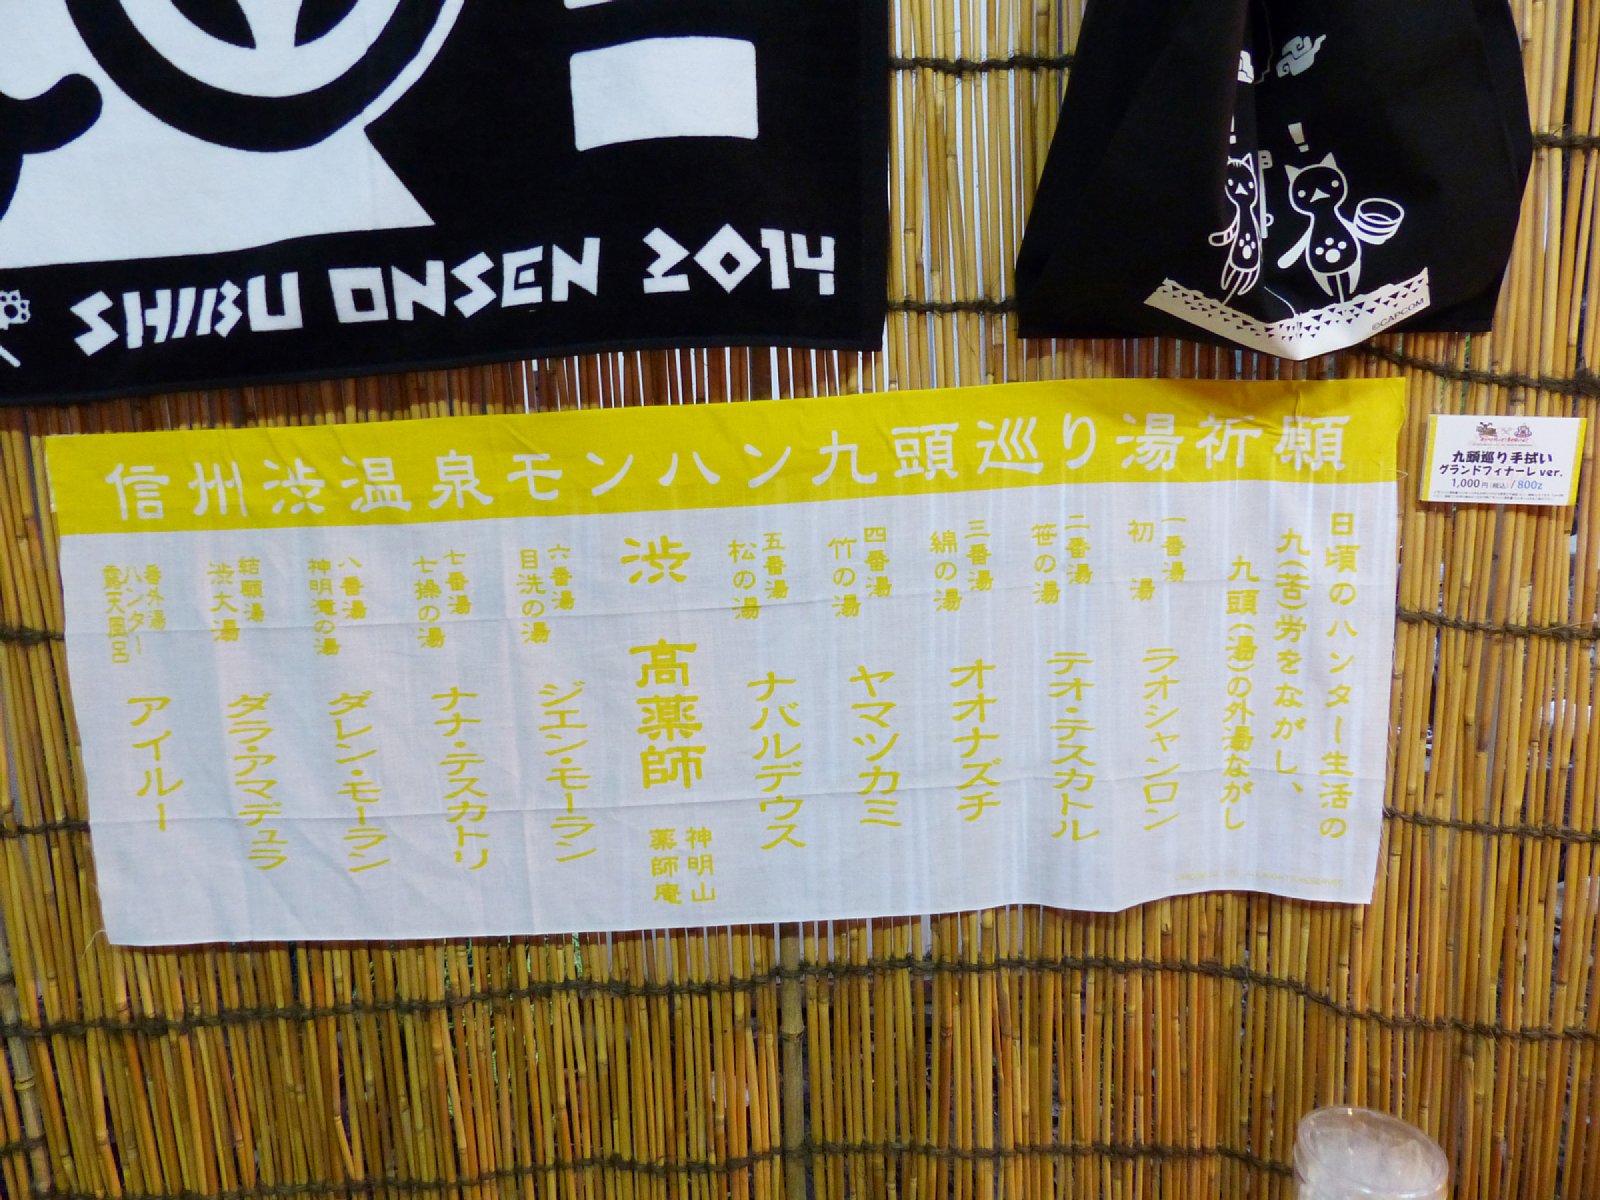 SHIBU ONSEN 2014
©CAPCOM
信州渋温泉モンハン九頭巡り湯祈願
日頃のハンター生活の
九(苦)労をながし、
九頭(湯)の外湯ながし
一番湯
初湯
ラオシャンロン
二番湯
笹の湯
テオ・テスカトル
三番湯
綿の湯
オオナズチ
四番湯
竹の湯
ヤマツカミ
五番湯
松の湯
ナバルデウス
渋 高薬師
神明山
薬師庵
六番湯
目洗の湯
ジエン・モーラン
七番湯
七操の湯
ナナ・テスカトリ
八番湯
神明滝の湯
ダレン・モーラン
結願湯
渋大湯
ダラ・アマデュラ
番外湯
ハンター
露天風呂
アイルー
九頭巡り手拭い
グランドフィナーレver.
1,000円(税込)/800z